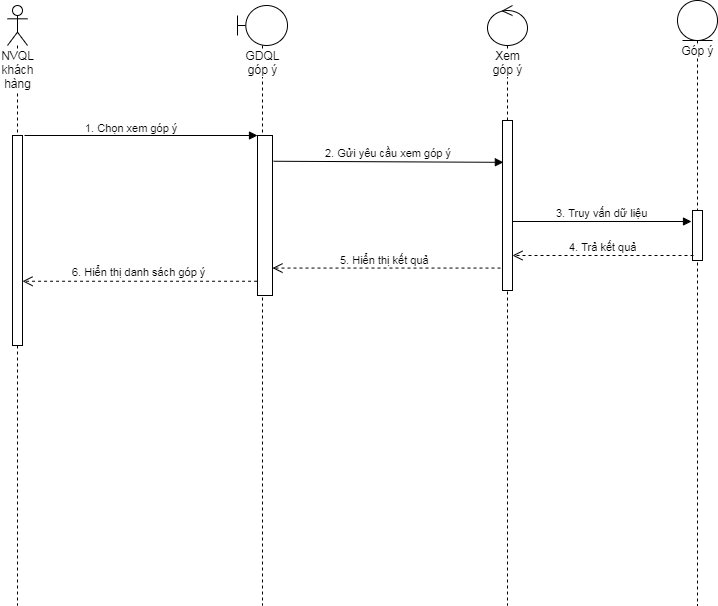 NVQL
khách
hàng
GDQL
góp ý
Xem
góp ý
Góp ý
1. Chọn xem góp ý
2. Gửi yêu cầu xem góp ý
3. Truy vấn dữ liệu
4. Trả kết quả
5. Hiển thị kết quả
6. Hiển thị danh sách góp ý